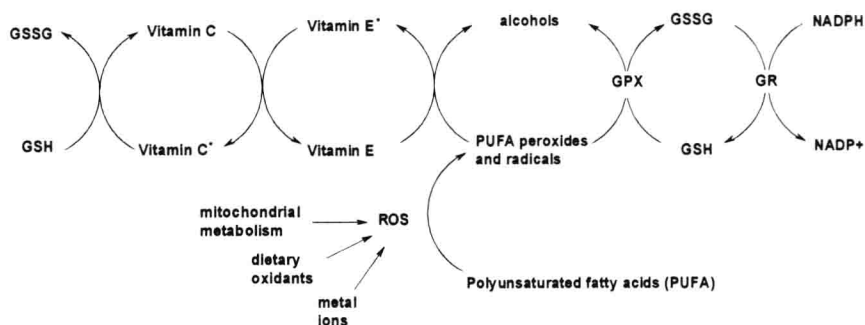 GSSG Vitamin C Vitamin E• alcohols GSSG NADPH
GPX GR
GSH Vitamin C• Vitamin E PUFA peroxides and radicals GSH NADP+
mitochondrial
metabolism
ROS
dietary
oxidants
metal
ions
Polyunsaturated fatty acids (PUFA)